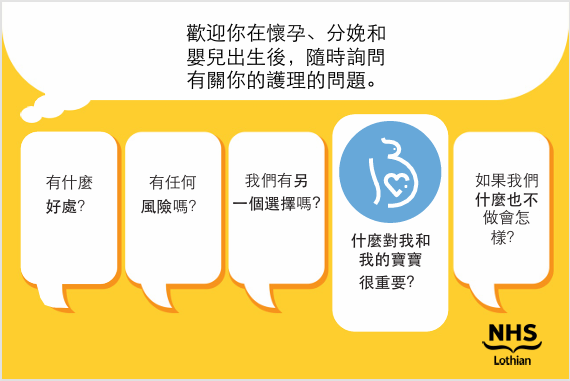 歡迎你在懷孕、分娩和
嬰兒出生後，隨時詢問
有關你的護理的問題。
有什麼
好處?
有任何
風險嗎?
我們有另
一個選擇嗎?
什麼對我和
我的寶寶
很重要?
如果我們
什麼也不
做會怎
樣?
NHS
Lothian